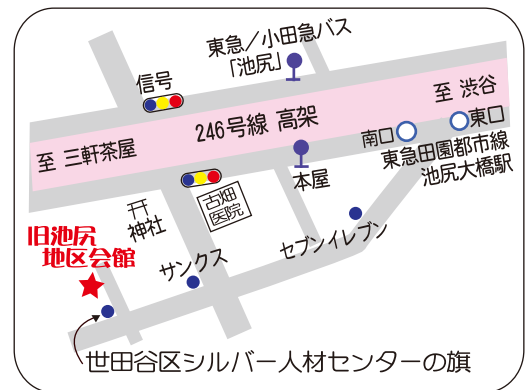 東急／小田急バス
「池尻」
信号
至 渋谷
246号線 高架
東口
南口
至 三軒茶屋
東急田園都市線
池尻大橋駅
本屋
古畑
医院
神社
旧池尻
地区会館
セブンイレブン
サンクス
世田谷区シルバー人材センターの旗